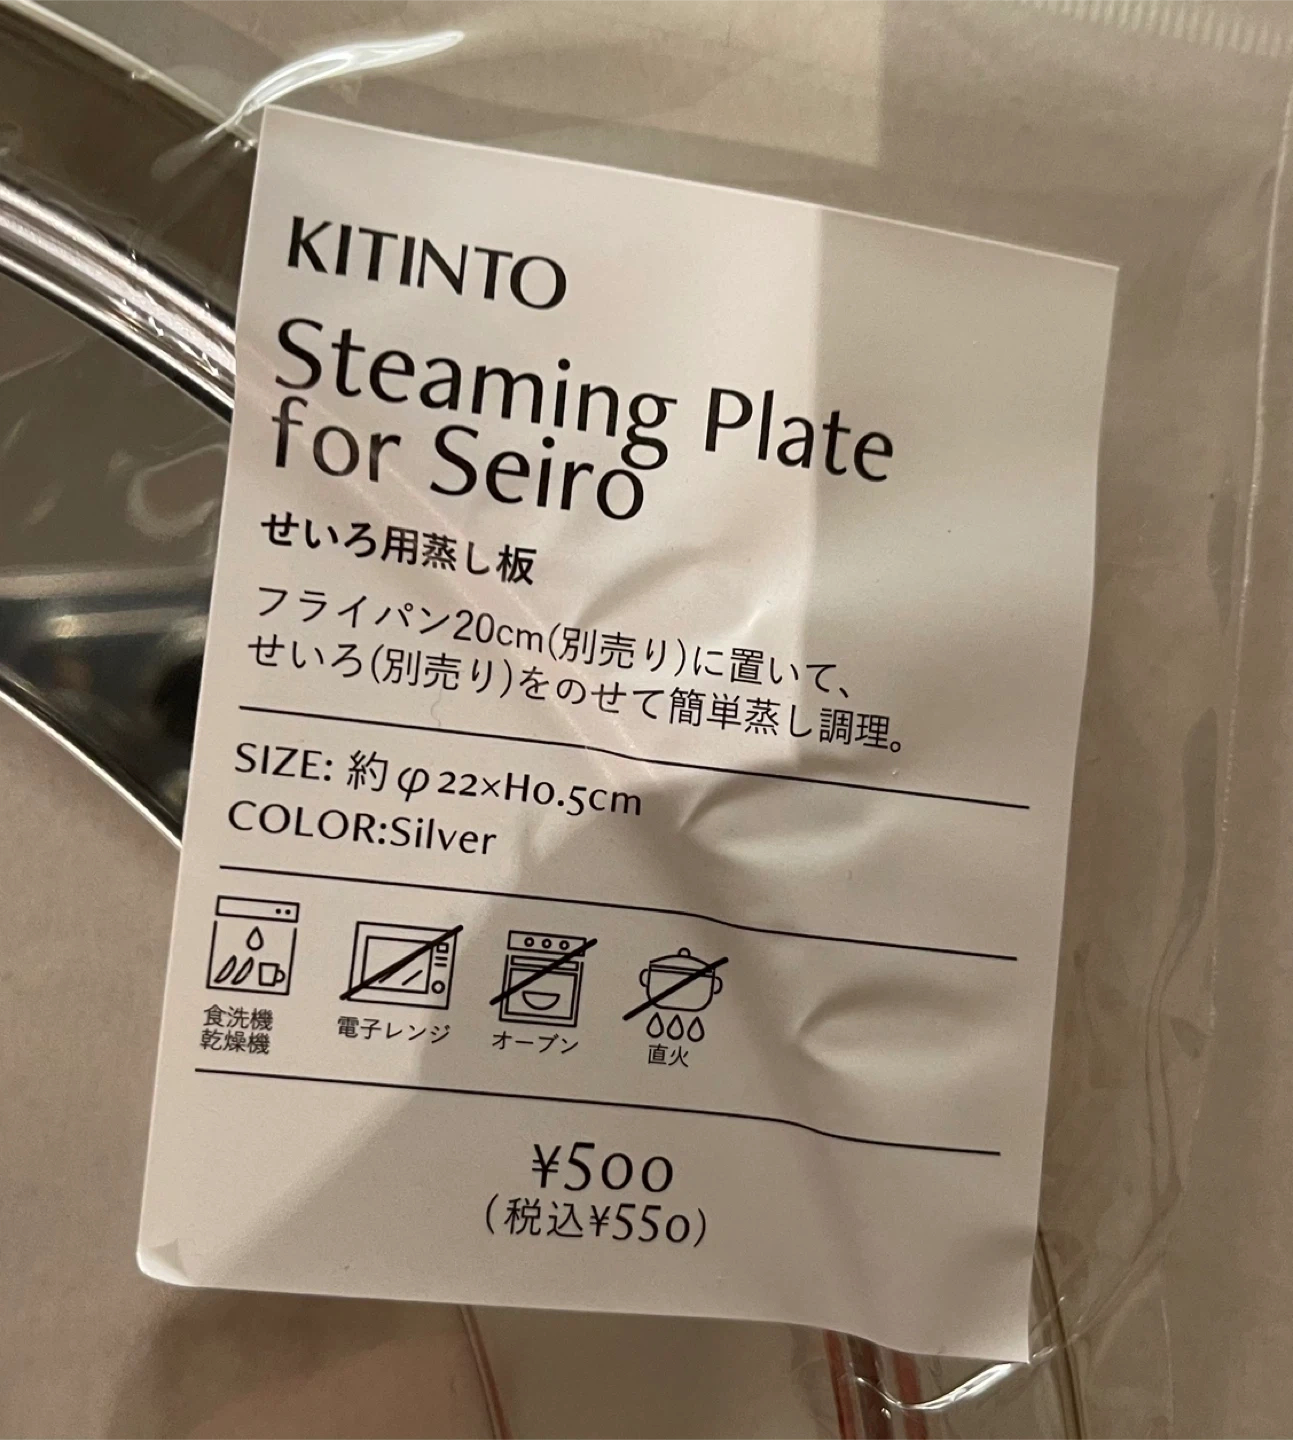 KITINTO
Steaming Plate
for Seiro
せいろ用蒸し板
フライパン20cm(別売り)に置いて、
せいろ(別売り)をのせて簡単蒸し調理。
SIZE: 約φ22×H0.5cm
COLOR:Silver
食洗機
乾燥機
電子レンジ
オーブン
直火
¥500
(税込¥550)